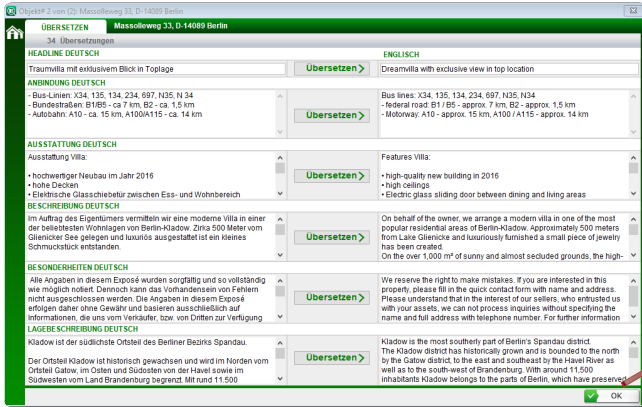 Objekt# 2 von (2): Massolleweg 33, D-14089 Berlin
ÜBERSETZEN
Massolleweg 33, D-14089 Berlin
34 Übersetzungen
HEADLINE DEUTSCH
ENGLISCH
Traumvilla mit exklusivem Blick in Toplage
Übersetzen
Dreamvilla with exclusive view in top location
ANBINDUNG DEUTSCH
- Bus-Linien: X34, 135, 134, 234, 697, N35, N 34
- Bundestraßen: B1/B5 - ca 7 km, B2 - ca. 1,5 km
- Autobahn: A10 - ca. 15 km, A100/A115 - ca. 14 km
Übersetzen
Bus lines: X34, 135, 134, 234, 697, N35, N34
- federal road: B1 / B5 - approx. 7 km, B2 - approx. 1,5 km
- Motorway: A10 - approx. 15 km, A100 / A115 - approx. 14 km
AUSSTATTUNG DEUTSCH
Ausstattung Villa:
• hochwertiger Neubau im Jahr 2016
• hohe Decken
• Elektrische Glasschiebetür zwischen Ess- und Wohnbereich
Übersetzen
Features Villa:
• high-quality new building in 2016
• high ceilings
• Electric glass sliding door between dining and living areas
BESCHREIBUNG DEUTSCH
Im Auftrag des Eigentümers vermitteln wir eine moderne Villa in einer
der beliebtesten Wohnlagen von Berlin-Kladow. Zirka 500 Meter vom
Glienicker See gelegen und luxuriös ausgestattet ist ein kleines
Schmuckstück entstanden.
Übersetzen
On behalf of the owner, we arrange a modern villa in one of the most
popular residential areas of Berlin-Kladow. Approximately 500 meters
from Lake Glienicke and luxuriously furnished a small piece of jewelry
has been created.
On the over 1,000 m² of sunny and almost secluded grounds, the high-
BESONDERHEITEN DEUTSCH
Alle Angaben in diesem Exposé wurden sorgfältig und so vollständig
wie möglich notiert. Dennoch kann das Vorhandensein von Fehlern
nicht ausgeschlossen werden. Die Angaben in diesem Exposé
erfolgen daher ohne Gewähr und basieren ausschließlich auf
Informationen, die uns vom Verkäufer, bzw. von Dritten zur Verfügung
Übersetzen
We reserve the right to make mistakes. If you are interested in this
property, please fill in the quick contact form with name and address.
Please understand that in the interest of our sellers, who entrusted us
with your assets, we can not process inquiries without specifying the
name and full address with telephone number. For further information
LAGEBESCHREIBUNG DEUTSCH
Kladow ist der südlichste Ortsteil des Berliner Bezirks Spandau.
Der Ortsteil Kladow ist historisch gewachsen und wird im Norden vom
Ortsteil Gatow, im Osten und Südosten von der Havel sowie im
Südwesten vom Land Brandenburg begrenzt. Mit rund 11.500
Übersetzen
Kladow is the most southerly part of Berlin's Spandau district.
The Kladow district has historically grown and is bounded to the north
by the Gatow district, to the east and southeast by the Havel River as
well as to the south-west of Brandenburg. With around 11,500
inhabitants Kladow belongs to the parts of Berlin, which have preserved
OK